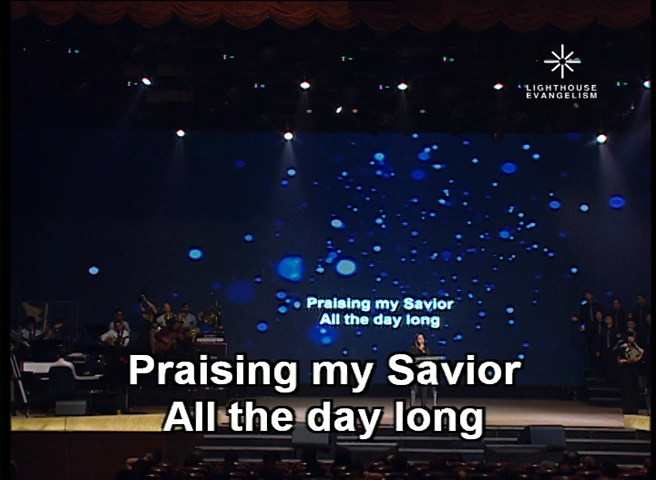 LIGHTHOUSE
EVANGELISM
Praising my Savior
All the day long
Praising my Savior
All the day long